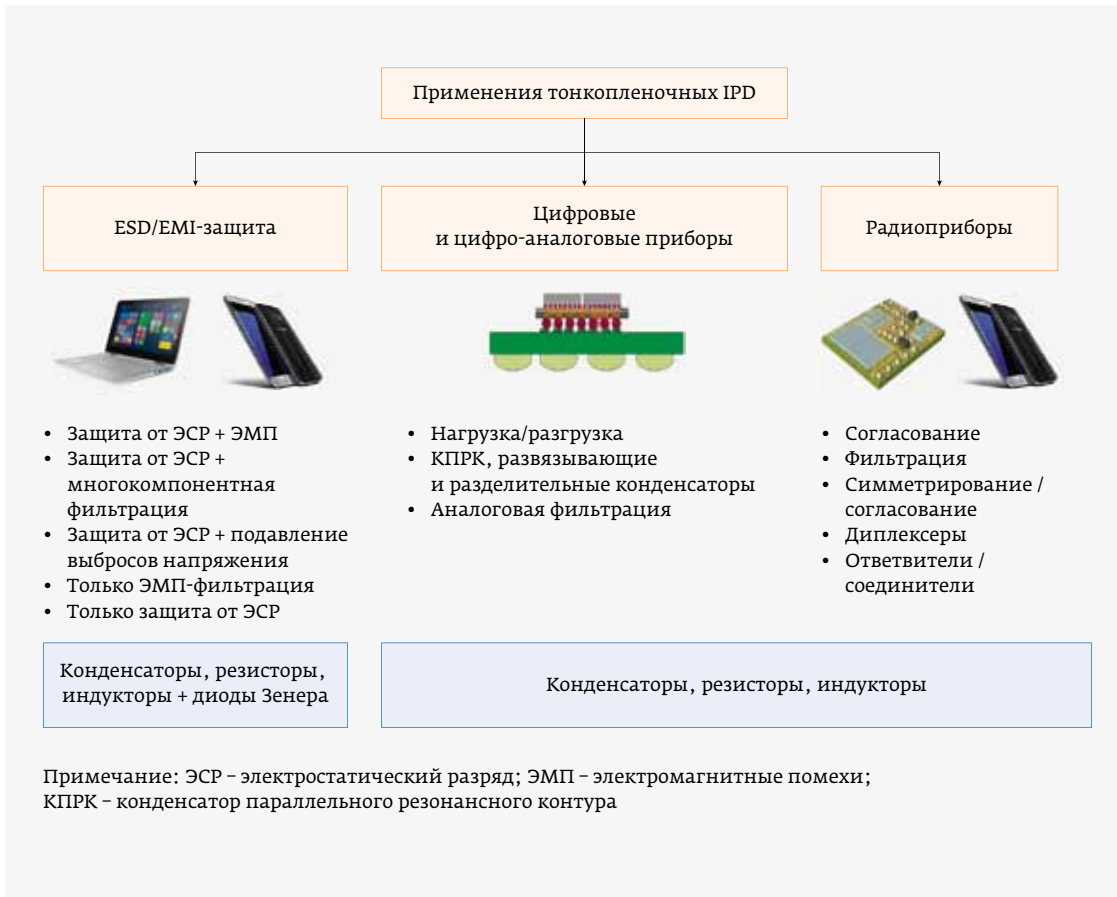 Применения тонкопленочных IPD
ESD/EMI-защита
Цифровые
и цифро-аналоговые приборы
Радиоприборы
• Защита от ЭСР + ЭМП
• Защита от ЭСР +
многокомпонентная
фильтрация
• Защита от ЭСР + подавление
выбросов напряжения
• Только ЭМП-фильтрация
• Только защита от ЭСР
• Нагрузка/разгрузка
• КПРК, развязывающие
и разделительные конденсаторы
• Аналоговая фильтрация
• Согласование
• Фильтрация
• Симметрирование /
согласование
• Диплексеры
• Ответвители /
соединители
Конденсаторы, резисторы,
индукторы + диоды Зенера
Конденсаторы, резисторы, индукторы
Примечание: ЭСР – электростатический разряд; ЭМП – электромагнитные помехи;
КПРК – конденсатор параллельного резонансного контура